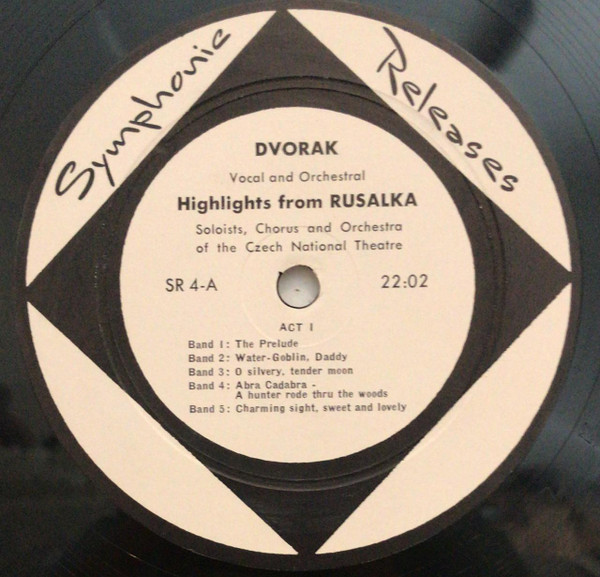 Symphonic
Releases
DVORAK
Vocal and Orchestral
Highlights from RUSALKA
Soloists, Chorus and Orchestra
of the Czech National Theatre
SR 4-A
22:02
ACT I
Band 1: The Prelude
Band 2: Water-Goblin, Daddy
Band 3: O silvery, tender moon
Band 4: Abra Cadabra -
A hunter rode thru the woods
Band 5: Charming sight, sweet and lovely